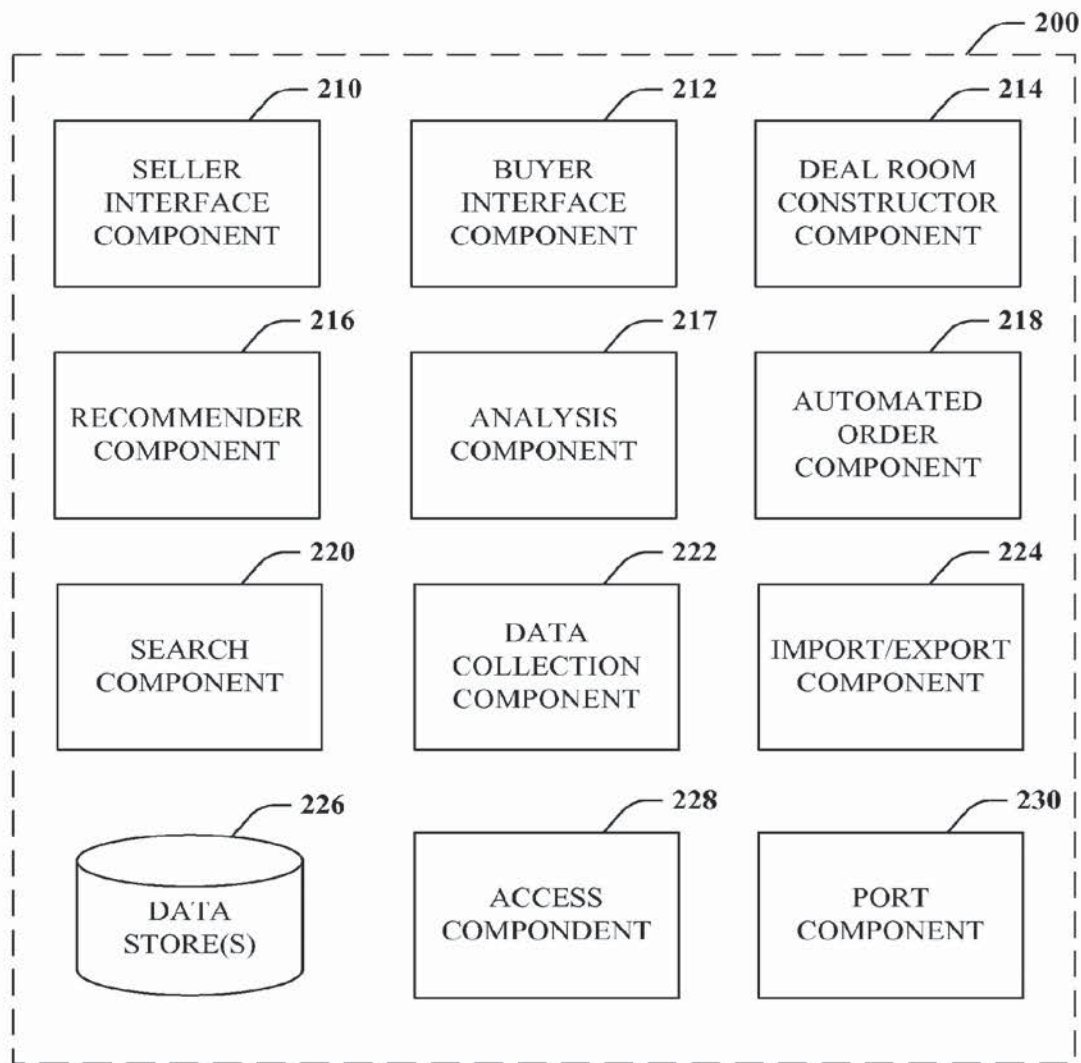 200
210
SELLER
INTERFACE
COMPONENT
212
BUYER
INTERFACE
COMPONENT
214
DEAL ROOM
CONSTRUCTOR
COMPONENT
216
RECOMMENDER
COMPONENT
217
ANALYSIS
COMPONENT
218
AUTOMATED
ORDER
COMPONENT
220
SEARCH
COMPONENT
222
DATA
COLLECTION
COMPONENT
224
IMPORT/EXPORT
COMPONENT
226
DATA
STORE(S)
228
ACCESS
COMPONDENT
230
PORT
COMPONENT